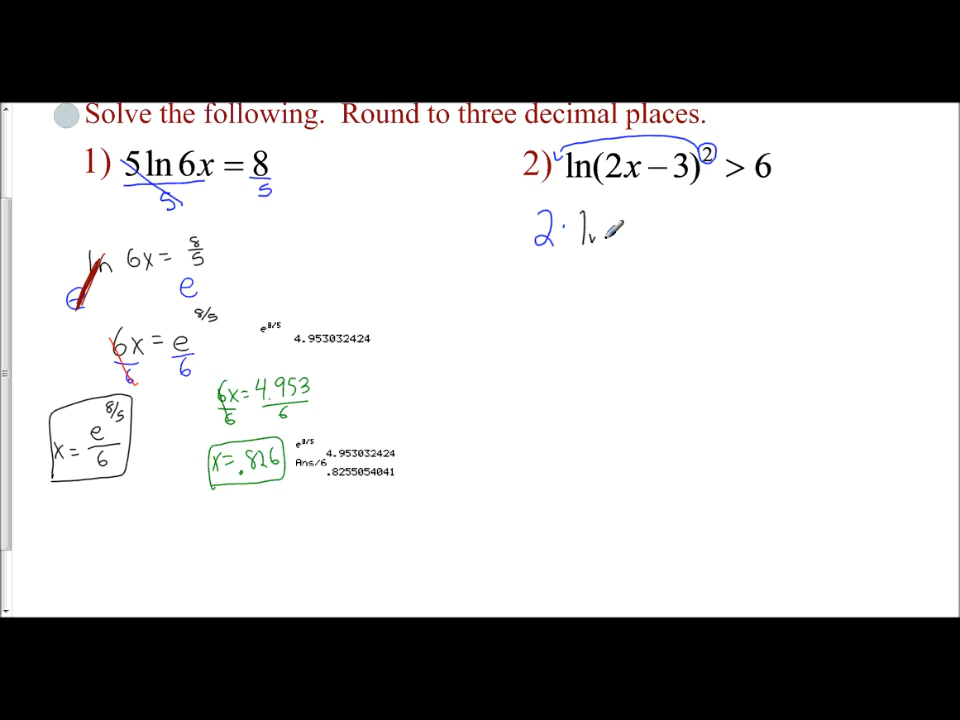 Solve the following. Round to three decimal places.
1) 5 ln 6x = 8
5 5
ln 6x = 8/5
e e
6x = e^8/5
6 6
x = e^8/5 / 6
e^8/5
4.953032424
6x = 4.953
6 6
x = .826
e^8/5
4.953032424
Ans/6
.8255054041
2) ln(2x − 3)^2 > 6
2 · l